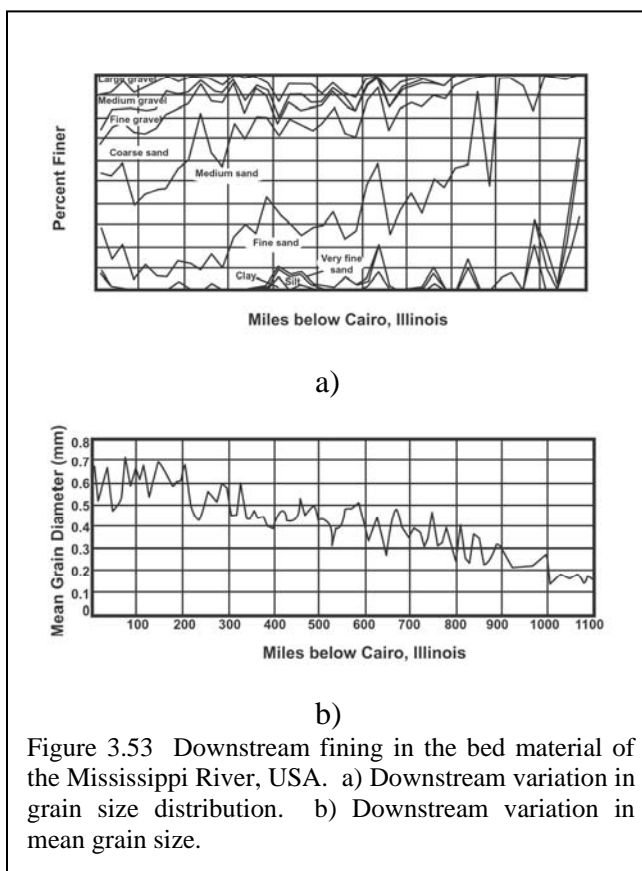 Large gravel
Medium gravel
Fine gravel
Coarse sand
Medium sand
Fine sand
Very fine
sand
Clay
Silt
Percent Finer
Miles below Cairo, Illinois
a)
Mean Grain Diameter (mm)
0.8
0.7
0.6
0.5
0.4
0.3
0.2
0.1
0
100 200 300 400 500 600 700 800 900 1000 1100
Miles below Cairo, Illinois
b)
Figure 3.53 Downstream fining in the bed material of
the Mississippi River, USA. a) Downstream variation in
grain size distribution. b) Downstream variation in
mean grain size.